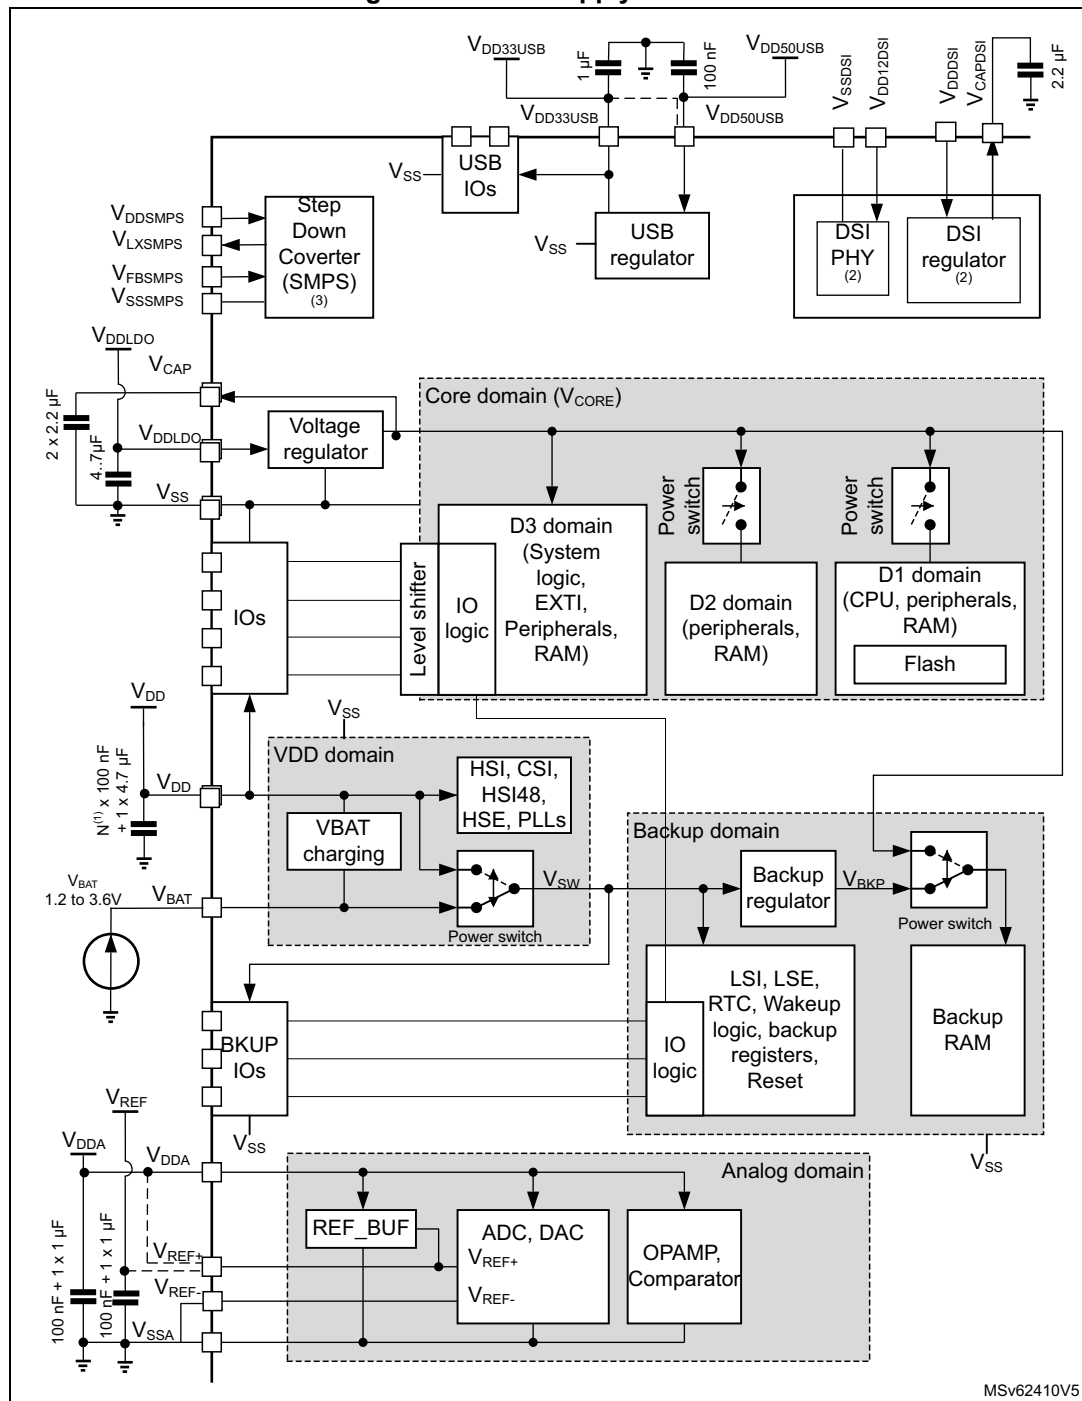 VDD33USB
1 µF
100 nF
VDD50USB
VSSDSI
VDD12DSI
VDDDSI
VCAPDSI
2.2 µF
VDD33USB
VDD50USB
VSS
USB
IOs
VSS
USB
regulator
DSI
PHY
(2)
DSI
regulator
(2)
VDDSMPS
VLXSMPS
VFBSMPS
VSSSMPS
Step
Down
Coverter
(SMPS)
(3)
VDDLDO
VCAP
2 x 2.2 µF
VDDLDO
4..7µF
VSS
Voltage
regulator
Core domain (VCORE)
Power
switch
Power
switch
D3 domain
(System
logic,
EXTI,
Peripherals,
RAM)
Level shifter
IO
logic
IOs
D2 domain
(peripherals,
RAM)
D1 domain
(CPU, peripherals,
RAM)
Flash
VDD
VSS
VDD domain
N(1) x 100 nF
+ 1 x 4.7 µF
VDD
HSI, CSI,
HSI48,
HSE, PLLs
VBAT
charging
VSW
Power switch
VBAT
1.2 to 3.6V
VBAT
Backup domain
Backup
regulator
VBKP
Power switch
LSI, LSE,
RTC, Wakeup
logic, backup
registers,
Reset
IO
logic
Backup
RAM
BKUP
IOs
VSS
VSS
VREF
VDDA
VDDA
100 nF + 1 x 1 µF
100 nF + 1 x 1 µF
VREF+
VREF-
VSSA
Analog domain
REF_BUF
ADC, DAC
VREF+
VREF-
OPAMP,
Comparator
MSv62410V5